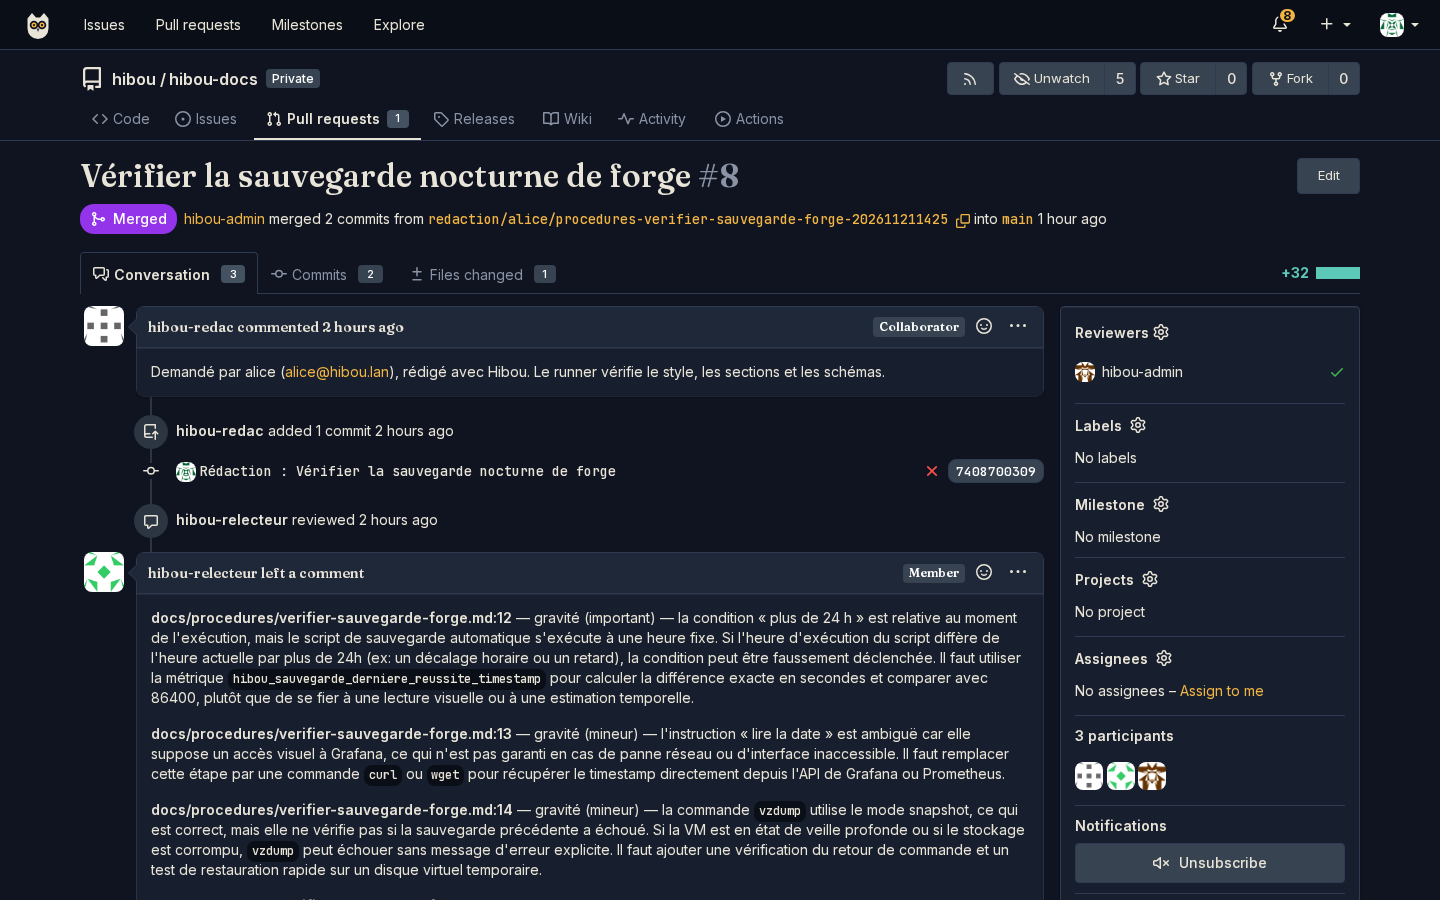 Issues Pull requests Milestones Explore 8
hibou / hibou-docs Private Unwatch 5 Star 0 Fork 0
Code Issues Pull requests 1 Releases Wiki Activity Actions
Vérifier la sauvegarde nocturne de forge #8 Edit
Merged hibou-admin merged 2 commits from redaction/alice/procedures-verifier-sauvegarde-forge-202611211425 into main 1 hour ago
Conversation 3 Commits 2 Files changed 1 +32
hibou-redac commented 2 hours ago Collaborator
Demandé par alice (alice@hibou.lan), rédigé avec Hibou. Le runner vérifie le style, les sections et les schémas.
hibou-redac added 1 commit 2 hours ago
Rédaction : Vérifier la sauvegarde nocturne de forge 7408700309
hibou-relecteur reviewed 2 hours ago
hibou-relecteur left a comment Member
docs/procedures/verifier-sauvegarde-forge.md:12 — gravité (important) — la condition « plus de 24 h » est relative au moment
de l'exécution, mais le script de sauvegarde automatique s'exécute à une heure fixe. Si l'heure d'exécution du script diffère de
l'heure actuelle par plus de 24h (ex: un décalage horaire ou un retard), la condition peut être faussement déclenchée. Il faut utiliser
la métrique hibou_sauvegarde_derniere_reussite_timestamp pour calculer la différence exacte en secondes et comparer avec
86400, plutôt que de se fier à une lecture visuelle ou à une estimation temporelle.
docs/procedures/verifier-sauvegarde-forge.md:13 — gravité (mineur) — l'instruction « lire la date » est ambiguë car elle
suppose un accès visuel à Grafana, ce qui n'est pas garanti en cas de panne réseau ou d'interface inaccessible. Il faut remplacer
cette étape par une commande curl ou wget pour récupérer le timestamp directement depuis l'API de Grafana ou Prometheus.
docs/procedures/verifier-sauvegarde-forge.md:14 — gravité (mineur) — la commande vzdump utilise le mode snapshot, ce qui
est correct, mais elle ne vérifie pas si la sauvegarde précédente a échoué. Si la VM est en état de veille profonde ou si le stockage
est corrompu, vzdump peut échouer sans message d'erreur explicite. Il faut ajouter une vérification du retour de commande et un
test de restauration rapide sur un disque virtuel temporaire.
Reviewers
hibou-admin
Labels
No labels
Milestone
No milestone
Projects
No project
Assignees
No assignees – Assign to me
3 participants
Notifications
Unsubscribe